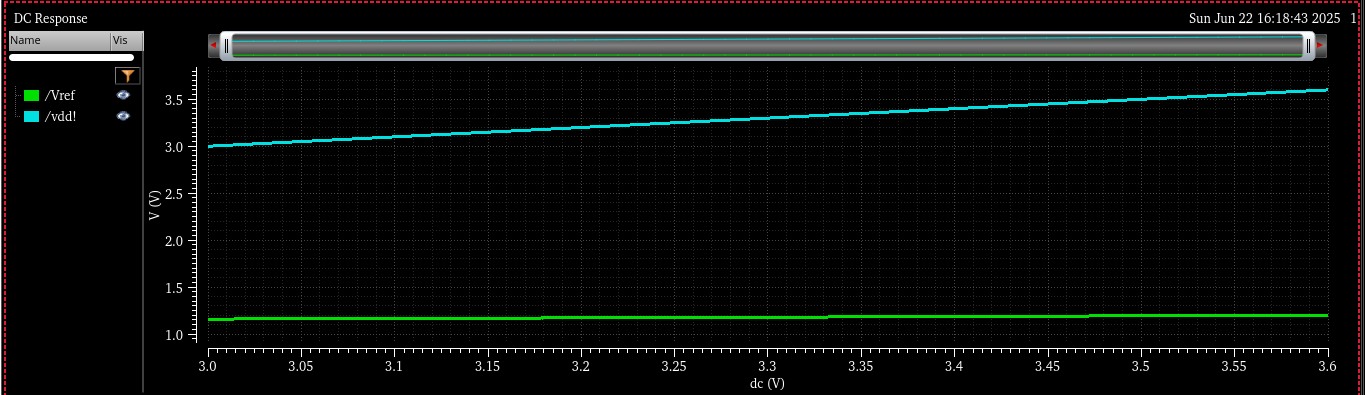 DC Response
Sun Jun 22 16:18:43 2025 1
Name Vis
/Vref
/vdd!
3.5
3.0
2.5
2.0
1.5
1.0
V (V)
3.0 3.05 3.1 3.15 3.2 3.25 3.3 3.35 3.4 3.45 3.5 3.55 3.6
dc (V)